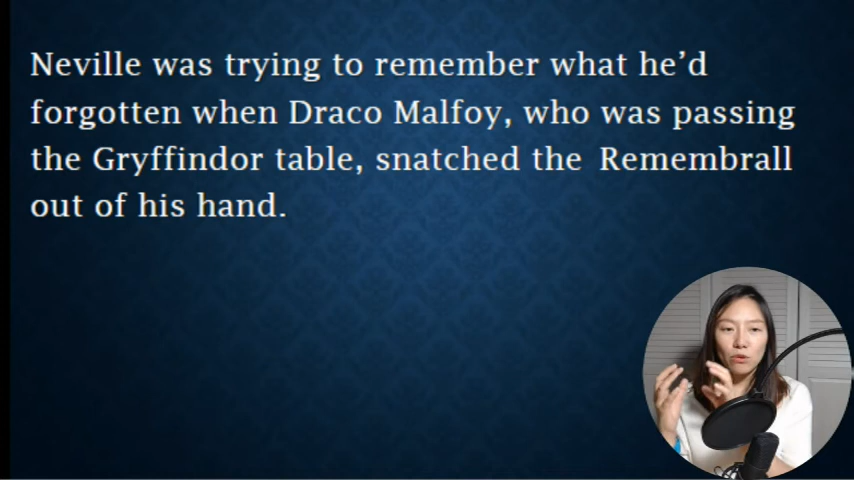 Neville was trying to remember what he’d
forgotten when Draco Malfoy, who was passing
the Gryffindor table, snatched the Remembrall
out of his hand.